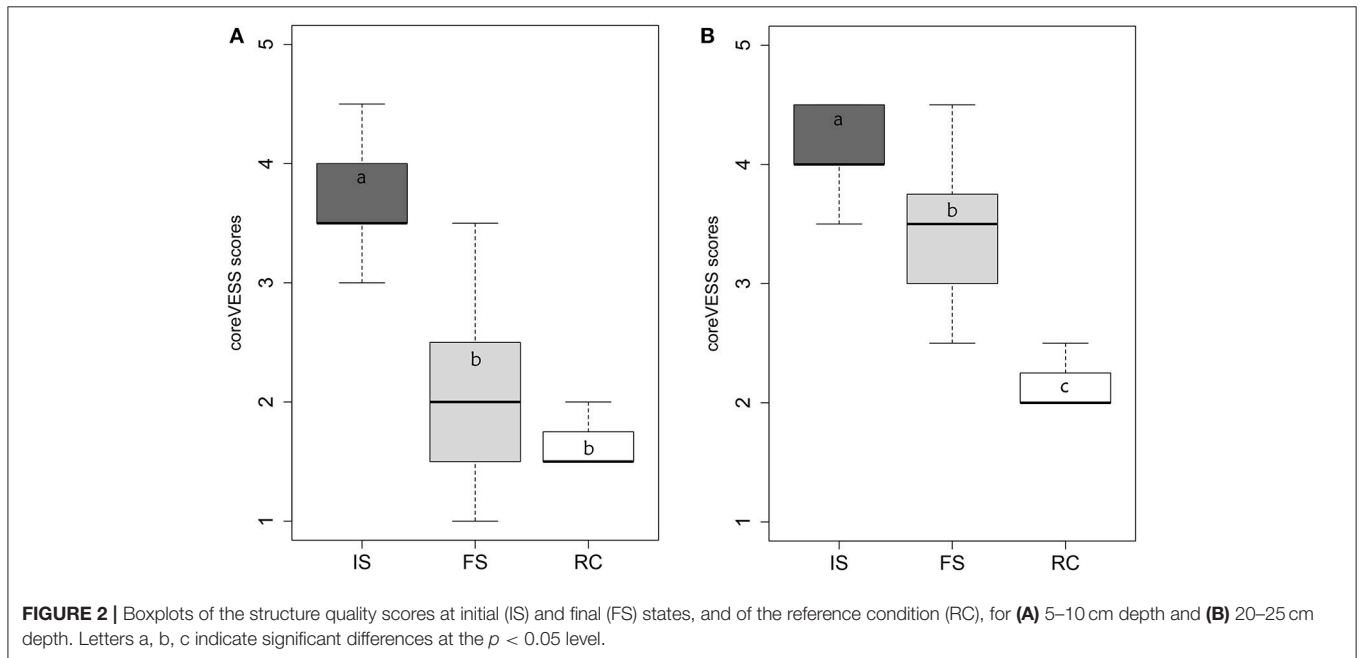 A
5
4
3
2
1
coreVESS scores
a
b
b
IS FS RC
B
5
4
3
2
1
coreVESS scores
a
b
c
IS FS RC
FIGURE 2 | Boxplots of the structure quality scores at initial (IS) and final (FS) states, and of the reference condition (RC), for (A) 5–10 cm depth and (B) 20–25 cm
depth. Letters a, b, c indicate significant differences at the p < 0.05 level.